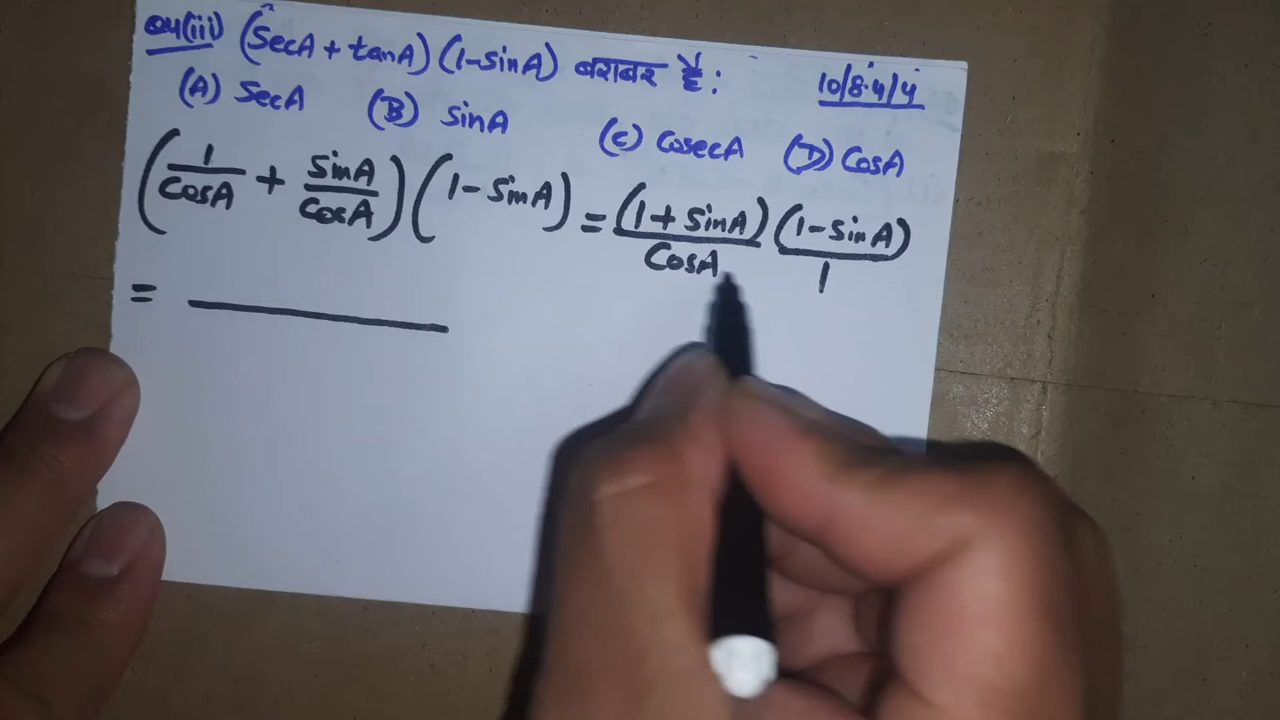 Q4(iii) (SecA + tanA) (1-sinA) बराबर है: 10/8.4/4
(A) SecA (B) sinA (C) CosecA (D) CosA
(1/CosA + SinA/CosA) (1-sinA) = (1+sinA)/CosA (1-sinA)/1
=